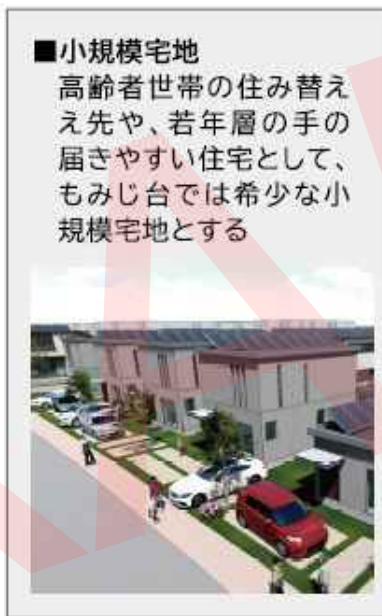 ■小規模宅地
高齢者世帯の住み替え
え先や、若年層の手の
届きやすい住宅として、
もみじ台では希少な小
規模宅地とする